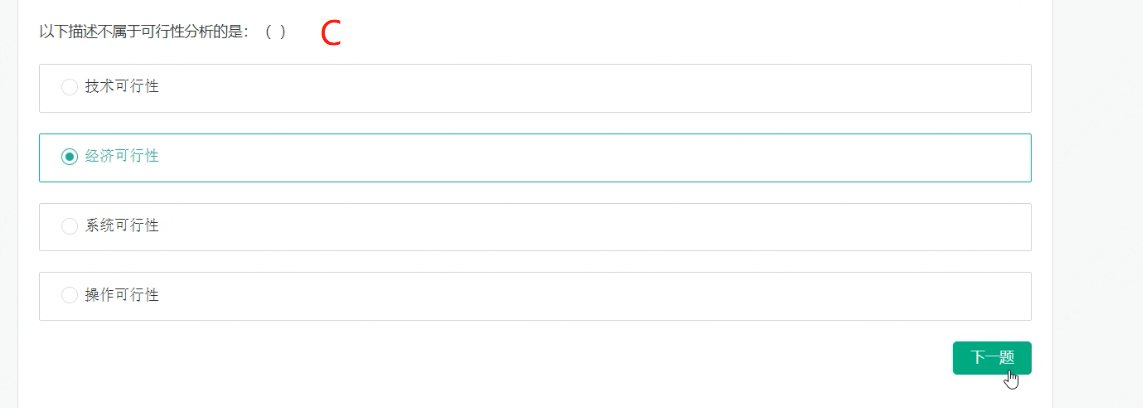 以下描述不属于可行性分析的是：（ ） C
技术可行性
经济可行性
系统可行性
操作可行性
下一题